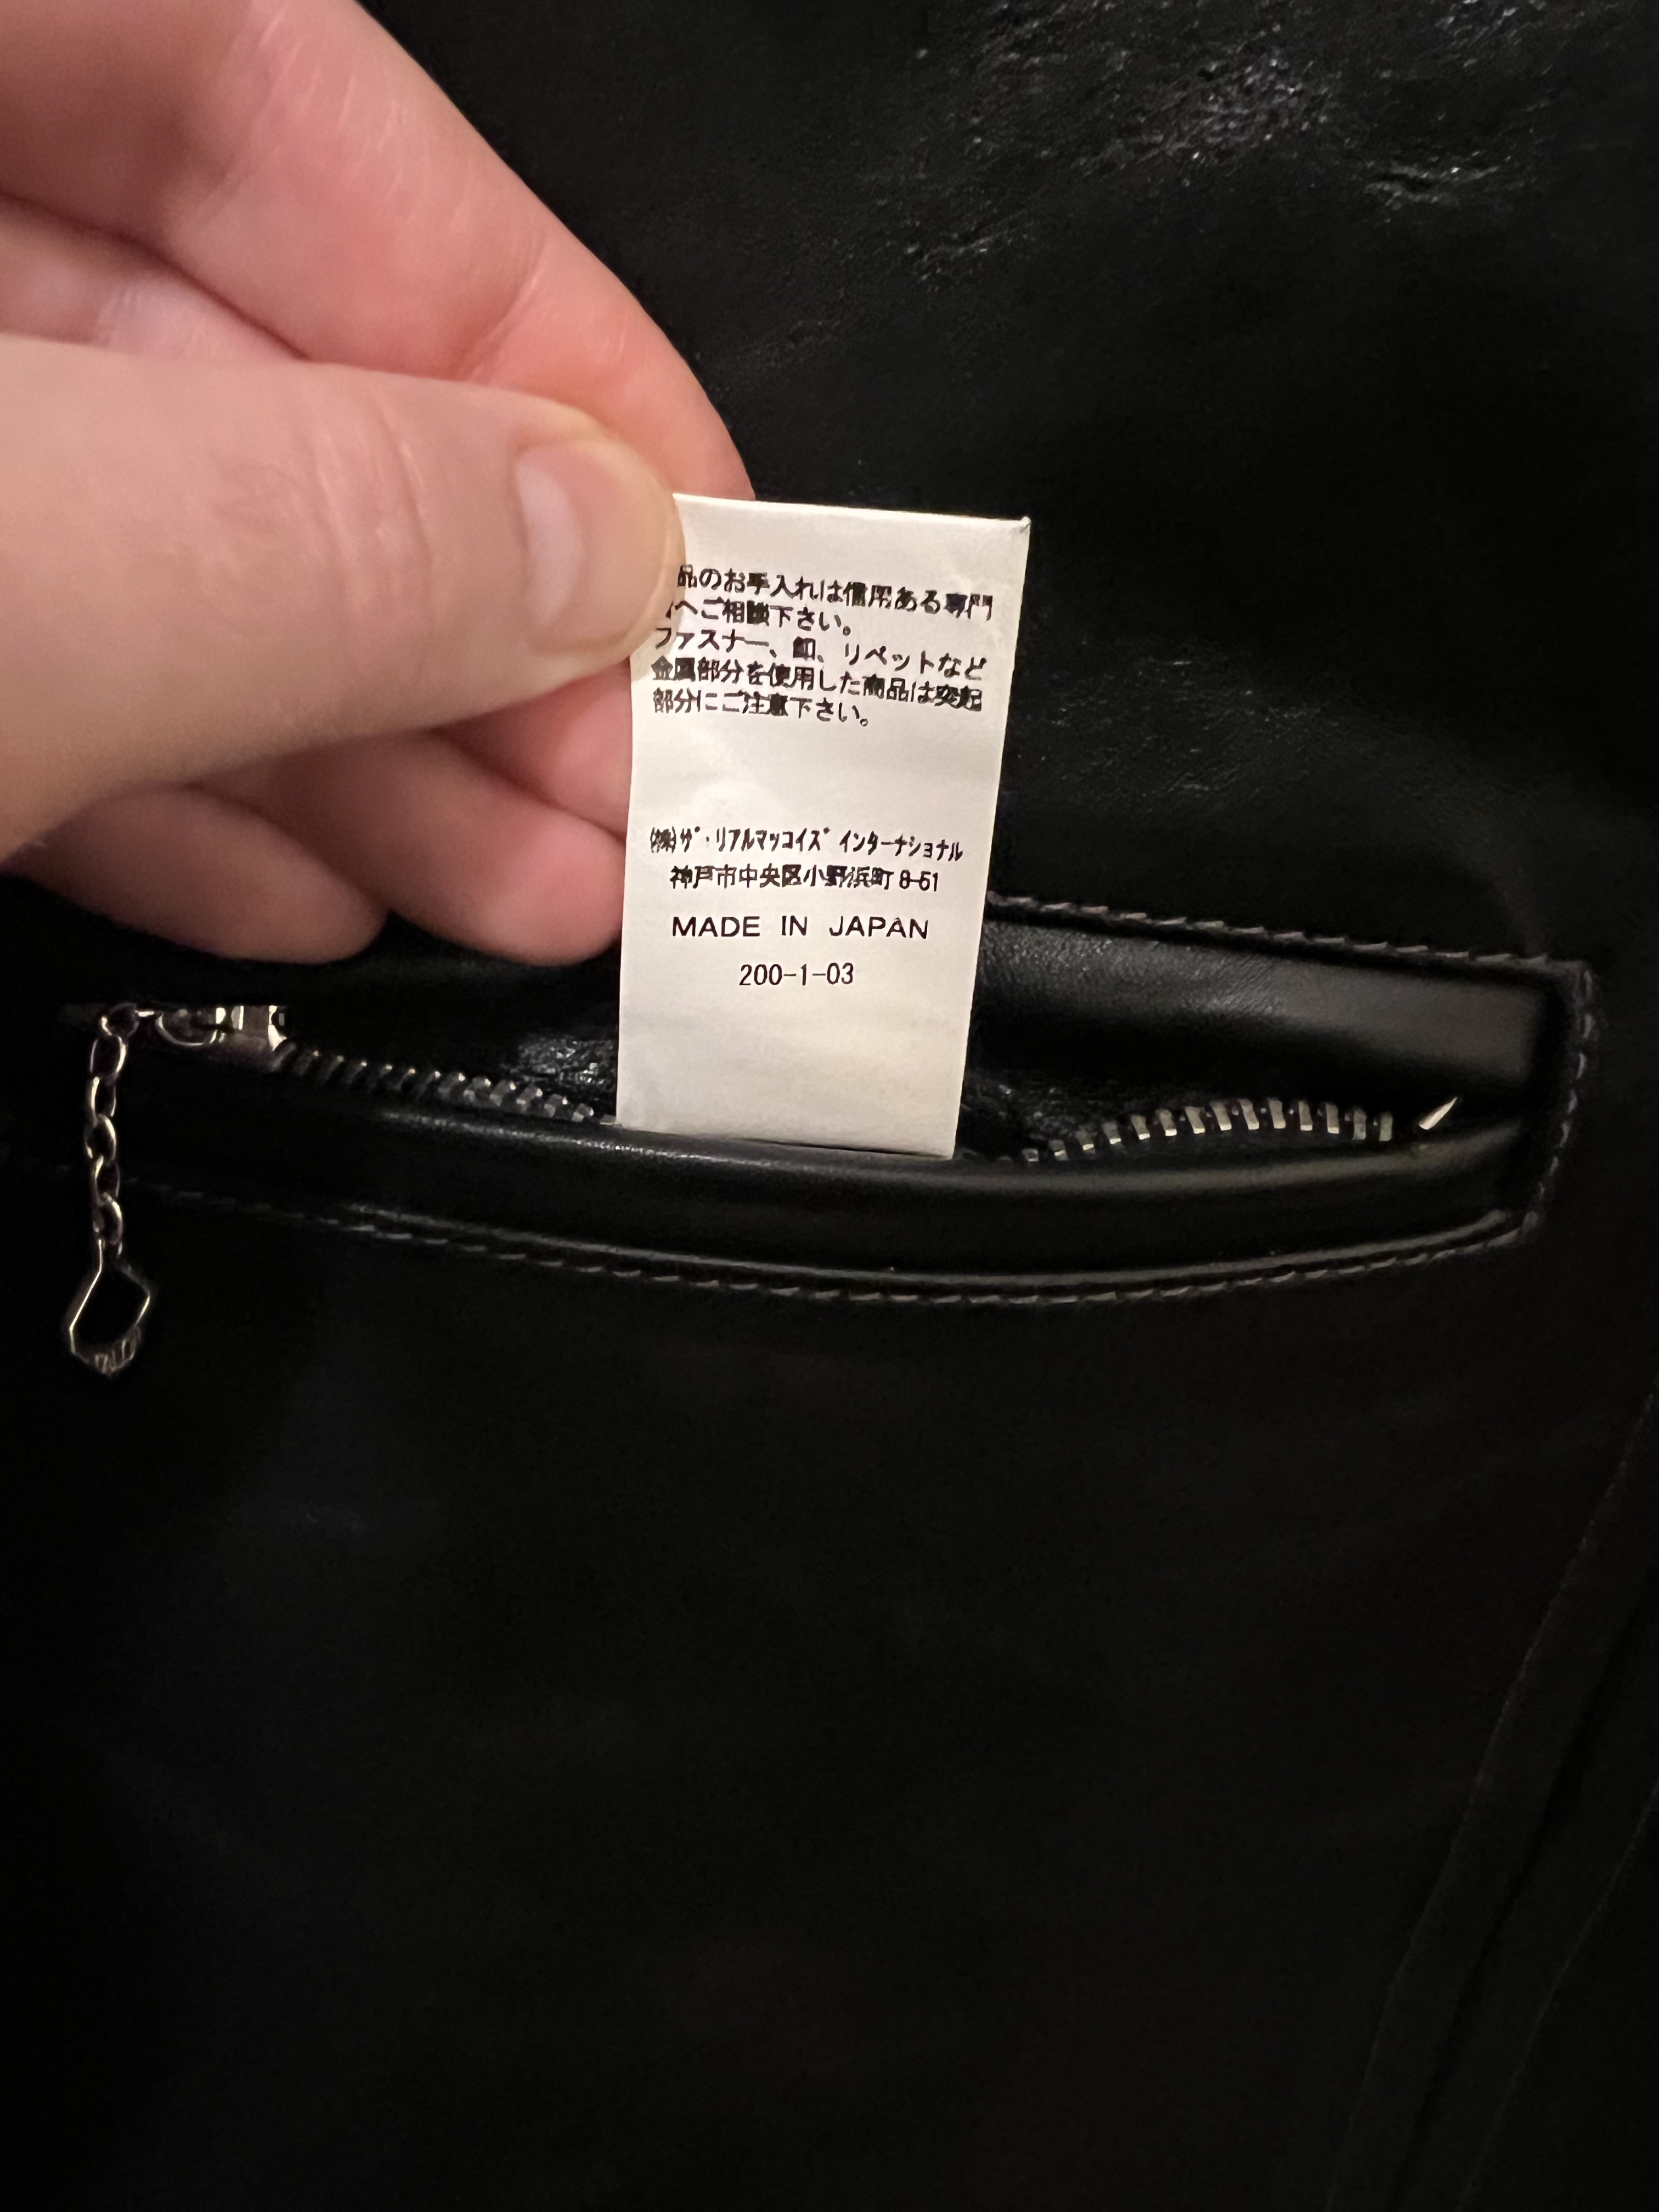 品のお手入れは信用ある専門
へご相談下さい。
ファスナー、釦、リペットなど
金属部分を使用した商品は突起
部分にご注意下さい。
㈱ザ・リアルマッコイズ インターナショナル
神戸市中央区小野浜町8-51
MADE IN JAPAN
200-1-03